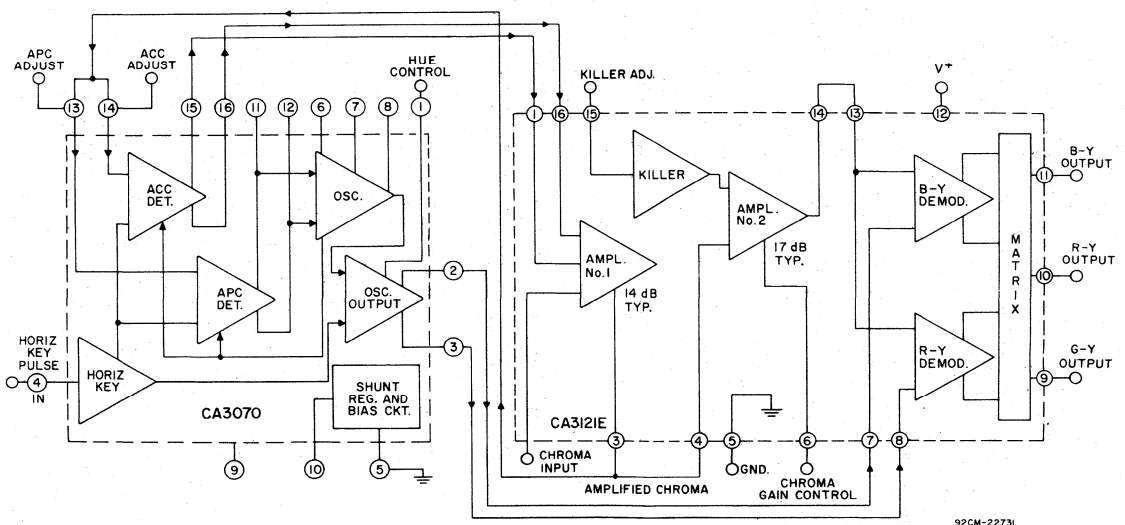 APC
ADJUST
ACC
ADJUST
HUE
CONTROL
KILLER ADJ.
V+
13
14
15
16
11
12
6
7
8
1
1
16
15
14
13
12
ACC
DET.
OSC.
APC
DET.
OSC.
OUTPUT
2
3
HORIZ
KEY
PULSE
4
IN
HORIZ
KEY
SHUNT
REG. AND
BIAS CKT.
CA3070
9
10
5
KILLER
AMPL.
No.2
17 dB
TYP.
AMPL.
No.1
14 dB
TYP.
B-Y
DEMOD.
R-Y
DEMOD.
MATRIX
11
B-Y
OUTPUT
10
R-Y
OUTPUT
9
G-Y
OUTPUT
CA3121E
3
4
5
6
7
8
CHROMA
INPUT
GND.
CHROMA
GAIN CONTROL
AMPLIFIED CHROMA
92CM-22731